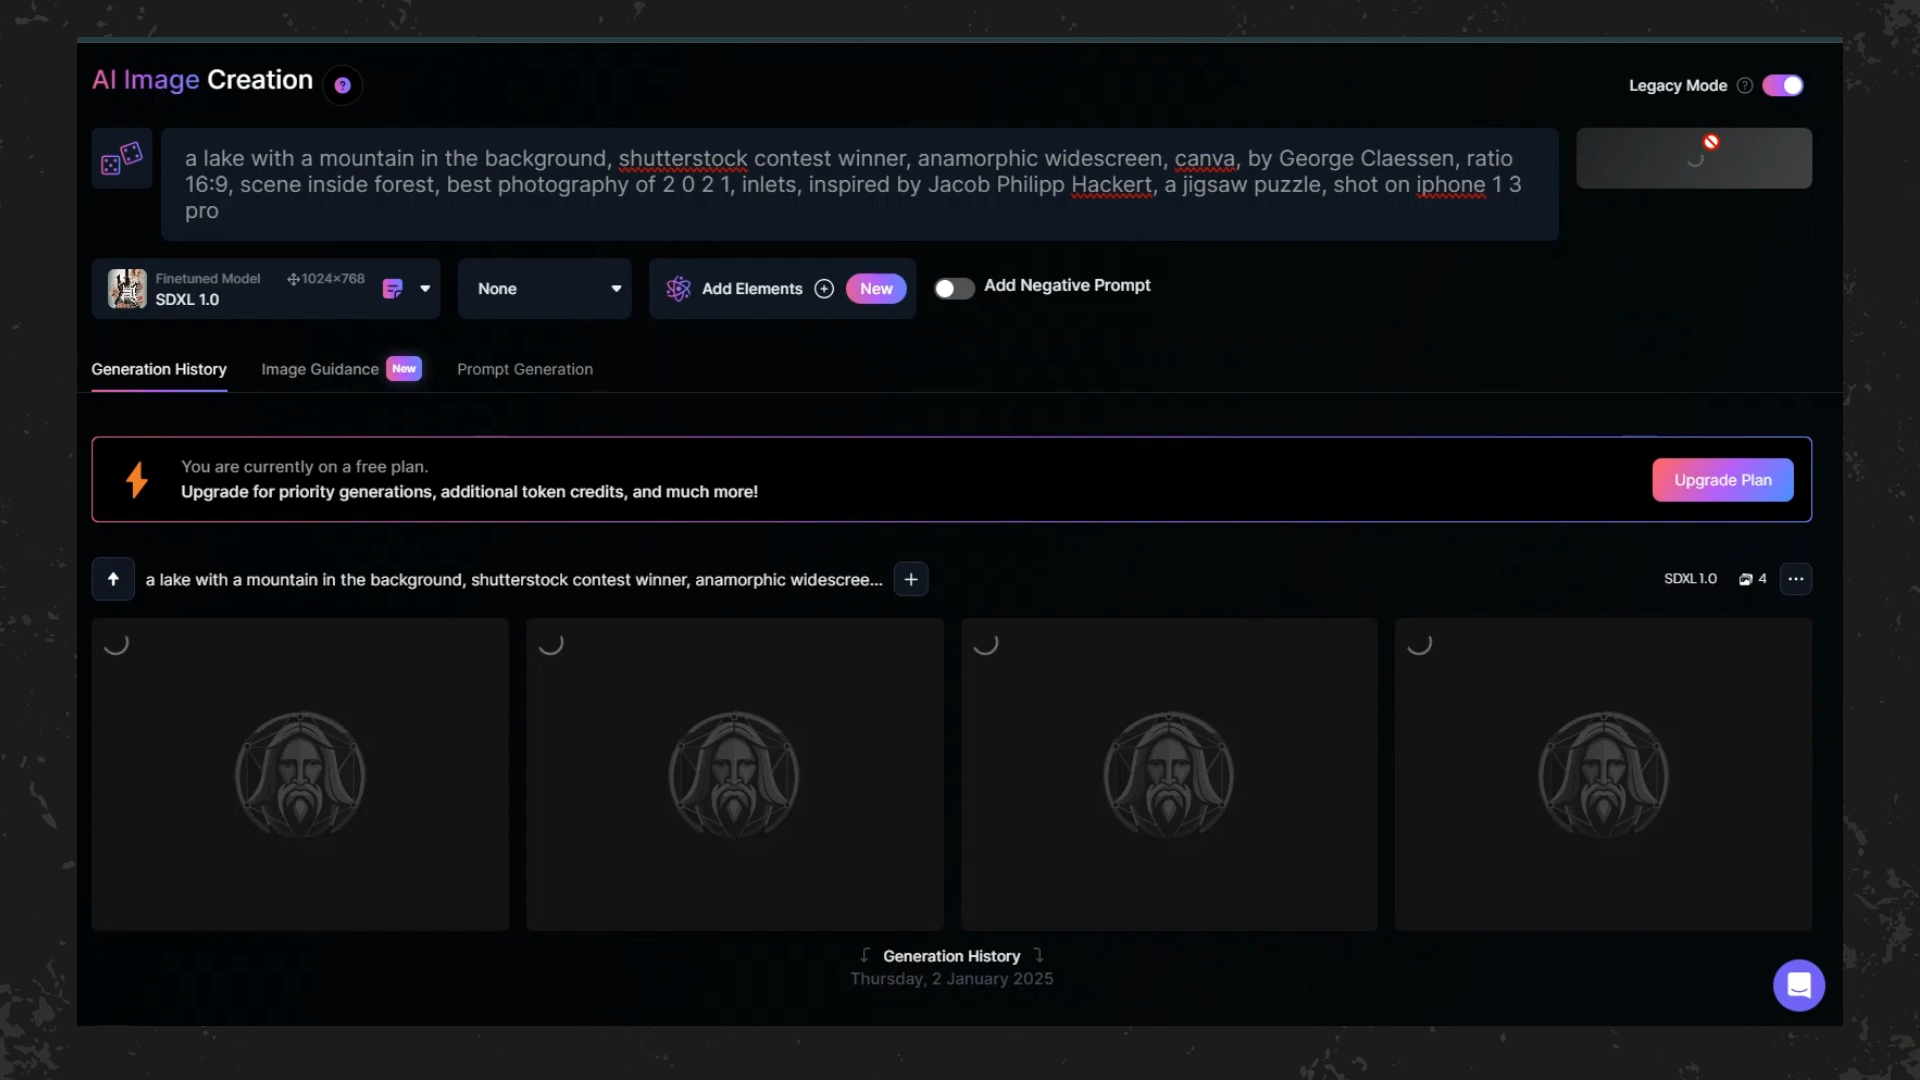 AI Image Creation ?
Legacy Mode ?
a lake with a mountain in the background, shutterstock contest winner, anamorphic widescreen, canva, by George Claessen, ratio
16:9, scene inside forest, best photography of 2 0 2 1, inlets, inspired by Jacob Philipp Hackert, a jigsaw puzzle, shot on iphone 1 3
pro
Finetuned Model 1024×768
SDXL 1.0
None
Add Elements New
Add Negative Prompt
Generation History Image Guidance New Prompt Generation
You are currently on a free plan.
Upgrade for priority generations, additional token credits, and much more!
Upgrade Plan
a lake with a mountain in the background, shutterstock contest winner, anamorphic widescree... +
SDXL 1.0 4
Generation History
Thursday, 2 January 2025